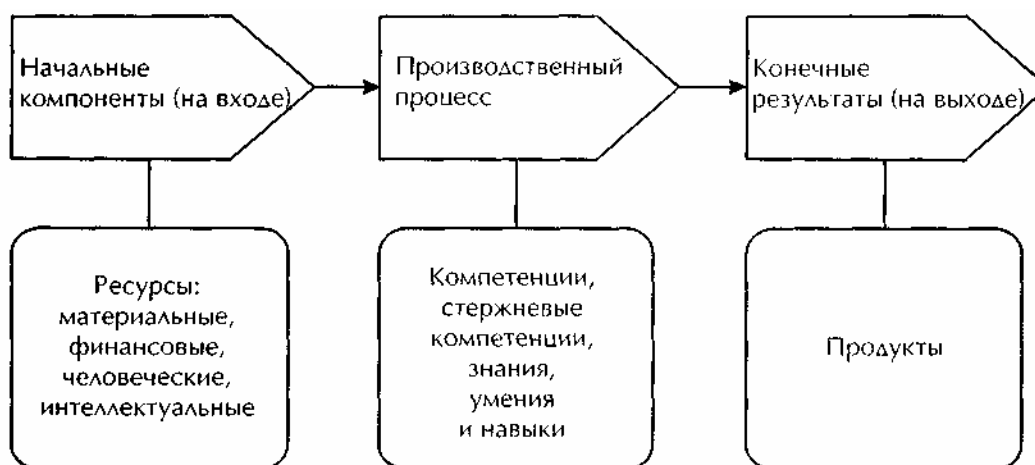 Начальные
компоненты (на входе)
Производственный
процесс
Конечные
результаты (на выходе)
Ресурсы:
материальные,
финансовые,
человеческие,
интеллектуальные
Компетенции,
стержневые
компетенции,
знания,
умения
и навыки
Продукты